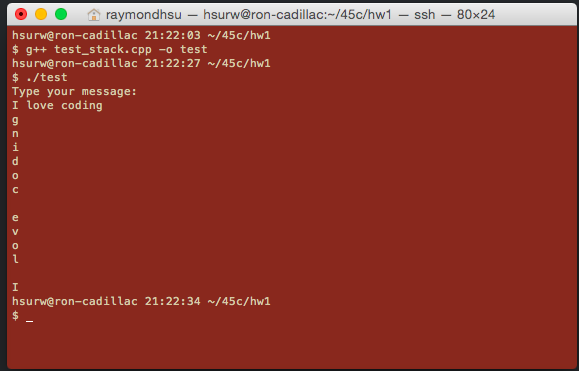 raymondhsu — hsurw@ron-cadillac:~/45c/hw1 — ssh — 80×24
hsurw@ron-cadillac 21:22:03 ~/45c/hw1
$ g++ test_stack.cpp -o test
hsurw@ron-cadillac 21:22:27 ~/45c/hw1
$ ./test
Type your message:
I love coding
g
n
i
d
o
c

e
v
o
l

I
hsurw@ron-cadillac 21:22:34 ~/45c/hw1
$ _